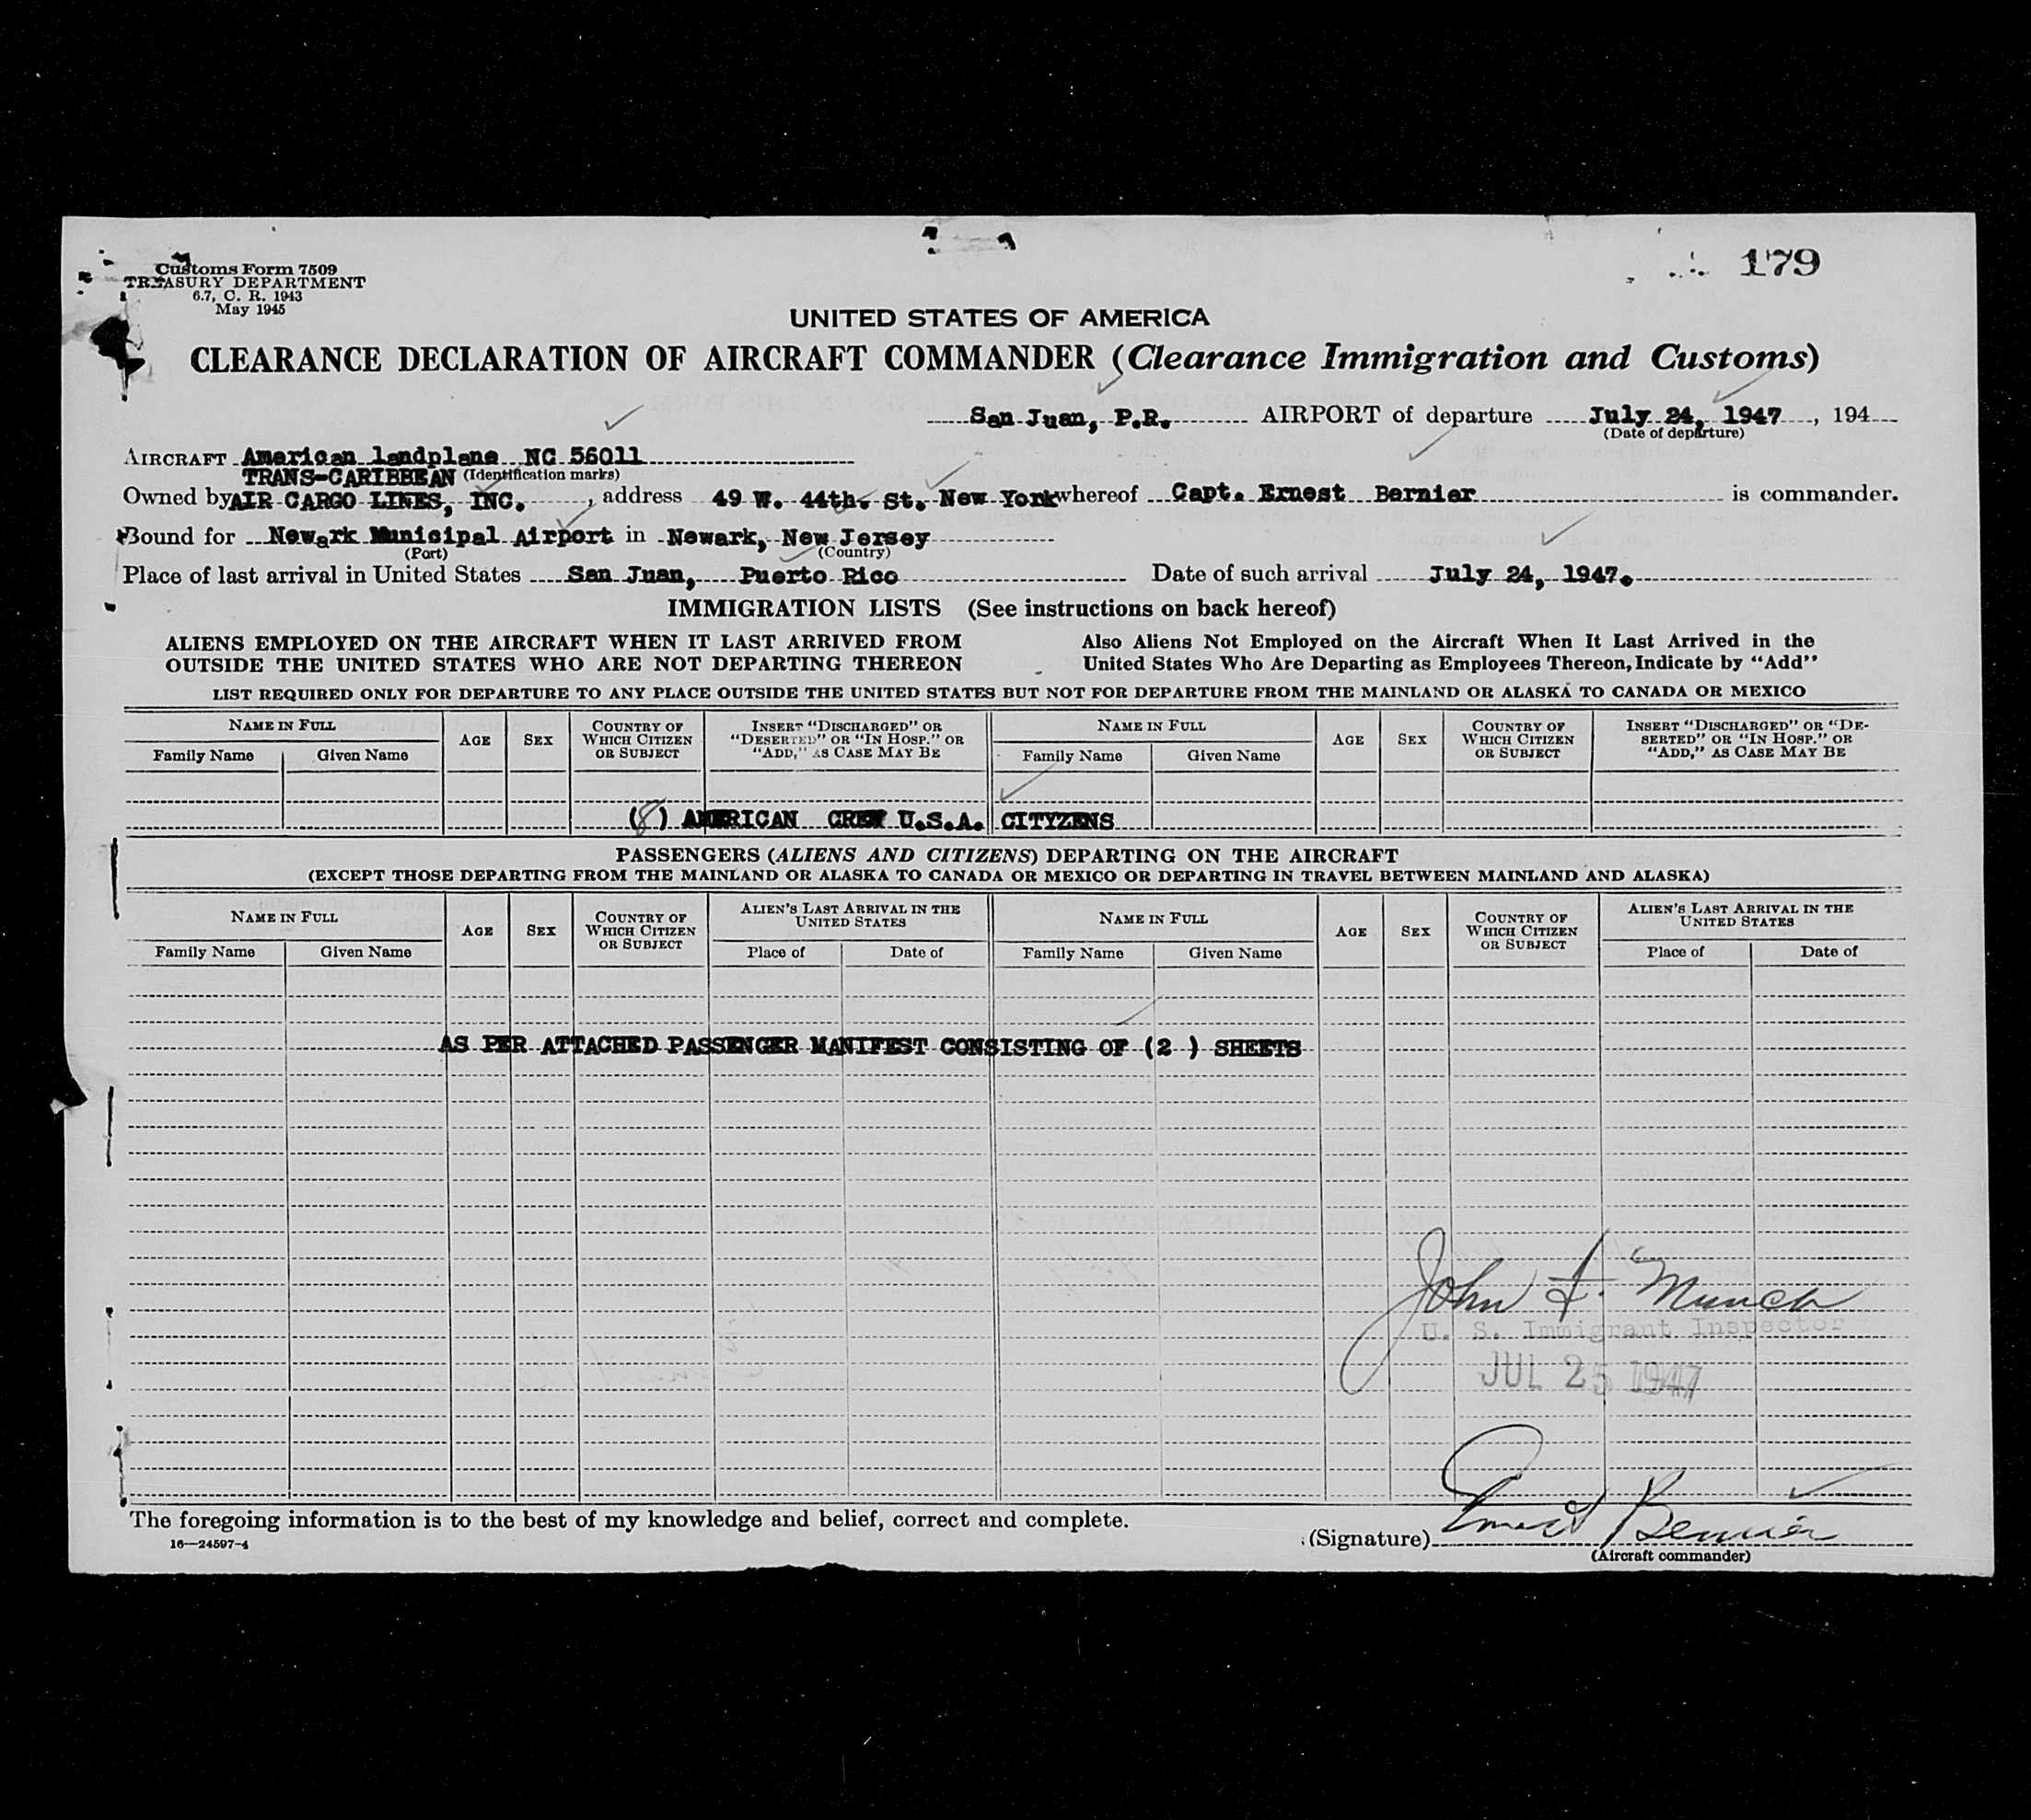 Customs Form 7509
TREASURY DEPARTMENT
6.7, C. R. 1943
May 1945
179
UNITED STATES OF AMERICA
CLEARANCE DECLARATION OF AIRCRAFT COMMANDER (Clearance Immigration and Customs)
San Juan, P.R. AIRPORT of departure July 24, 1947, 194
(Date of departure)
AIRCRAFT American landplane NC 56011
TRANS-CARIBBEAN (Identification marks)
Owned by AIR CARGO LINES, INC., address 49 W. 44th. St. New York whereof Capt. Ernest Bernier is commander.
Bound for Newark Municipal Airport in Newark, New Jersey
(Port) (Country)
Place of last arrival in United States San Juan, Puerto Rico Date of such arrival July 24, 1947.
IMMIGRATION LISTS (See instructions on back hereof)
ALIENS EMPLOYED ON THE AIRCRAFT WHEN IT LAST ARRIVED FROM OUTSIDE THE UNITED STATES WHO ARE NOT DEPARTING THEREON
Also Aliens Not Employed on the Aircraft When It Last Arrived in the United States Who Are Departing as Employees Thereon, Indicate by "Add"
LIST REQUIRED ONLY FOR DEPARTURE TO ANY PLACE OUTSIDE THE UNITED STATES BUT NOT FOR DEPARTURE FROM THE MAINLAND OR ALASKA TO CANADA OR MEXICO
NAME IN FULL
Family Name Given Name
AGE
SEX
COUNTRY OF WHICH CITIZEN OR SUBJECT
INSERT "DISCHARGED" OR "DESERTED" OR "IN HOSP." OR "ADD," AS CASE MAY BE
NAME IN FULL
Family Name Given Name
AGE
SEX
COUNTRY OF WHICH CITIZEN OR SUBJECT
INSERT "DISCHARGED" OR "DE-
SERTED" OR "IN HOSP." OR
"ADD," AS CASE MAY BE
(8) AMERICAN CREW U.S.A. CITYZENS
PASSENGERS (ALIENS AND CITIZENS) DEPARTING ON THE AIRCRAFT
(EXCEPT THOSE DEPARTING FROM THE MAINLAND OR ALASKA TO CANADA OR MEXICO OR DEPARTING IN TRAVEL BETWEEN MAINLAND AND ALASKA)
NAME IN FULL
Family Name Given Name
AGE
SEX
COUNTRY OF WHICH CITIZEN OR SUBJECT
ALIEN'S LAST ARRIVAL IN THE UNITED STATES
Place of Date of
NAME IN FULL
Family Name Given Name
AGE
SEX
COUNTRY OF WHICH CITIZEN OR SUBJECT
ALIEN'S LAST ARRIVAL IN THE UNITED STATES
Place of Date of
AS PER ATTACHED PASSENGER MANIFEST CONSISTING OF (2 ) SHEETS
John F. Munch
U. S. Immigrant Inspector
JUL 25 1947
The foregoing information is to the best of my knowledge and belief, correct and complete.
16—24597-4
(Signature) Ernest Bernier
(Aircraft commander)